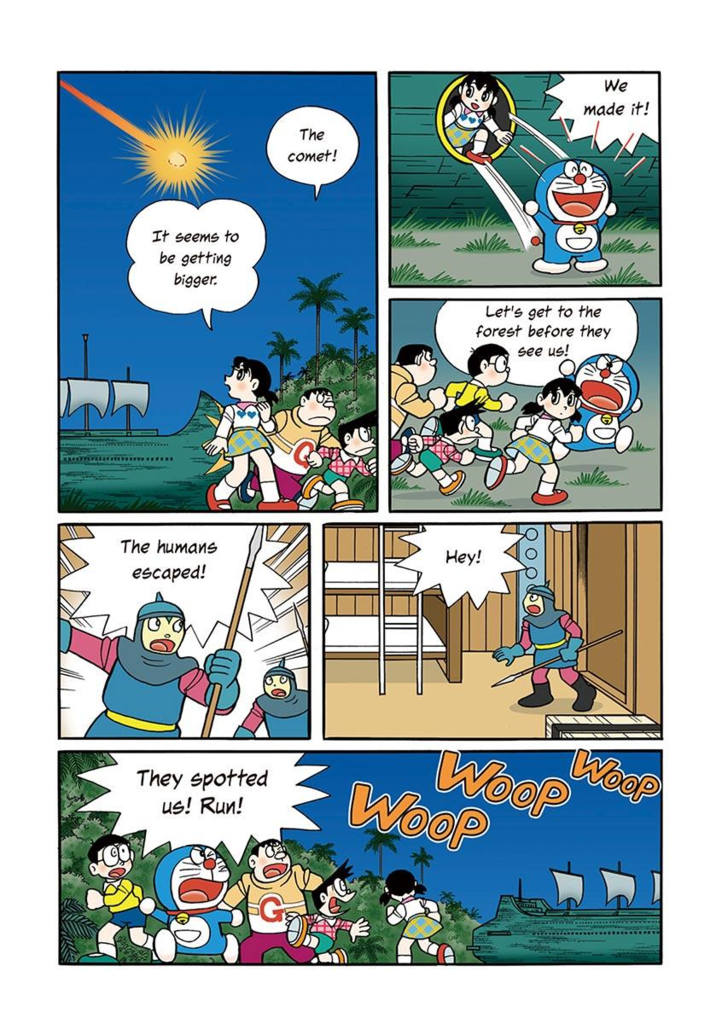 We
made it!
Let's get to the
forest before they
see us!
The
comet!
It seems to
be getting
bigger.
G
Hey!
The humans
escaped!
WOOP
WOOP
WOOP
They spotted
us! Run!
G